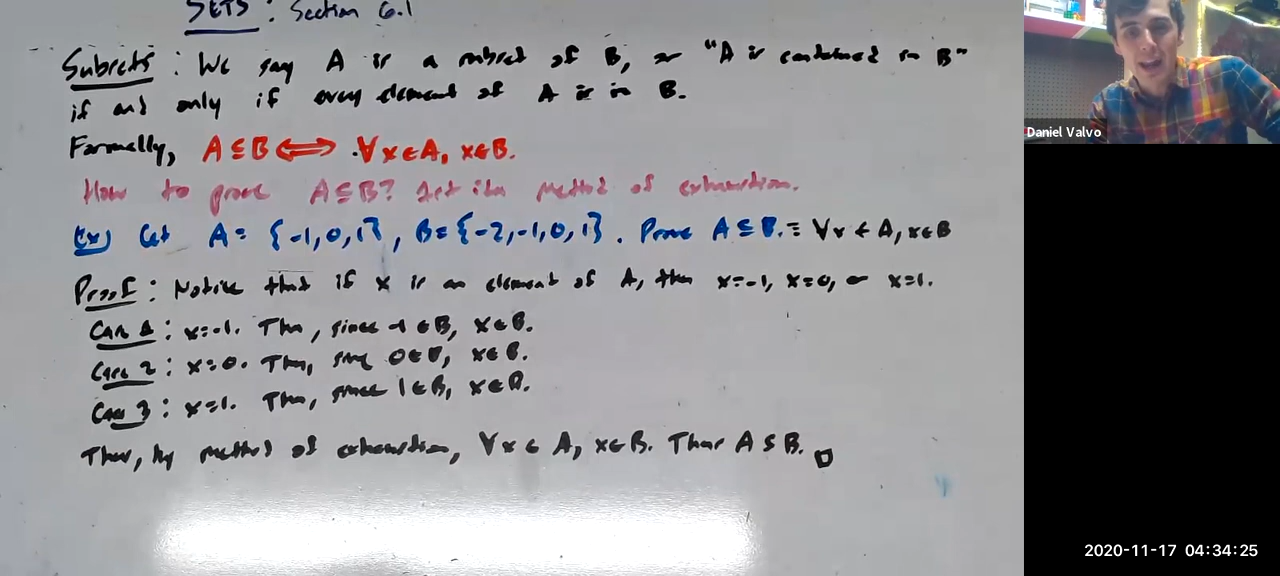 SETS: Section 6.1
Subsets: We say A is a subset of B, or "A is contained in B"
if and only if every element of A is in B.
Formally, A⊆B ⟺ ∀x∈A, x∈B.
How to prove A⊆B? Set ≤ 10: Method of exhaustion.
(Ex) Let A = {-1,0,1}, B = {-2,-1,0,1}. Prove A⊆B. ≡ ∀x∈A, x∈B
Proof: Notice that if x is an element of A, then x=-1, x=0, or x=1.
Case 1: x=-1. Then, since -1∈B, x∈B.
Case 2: x=0. Then, since 0∈B, x∈B.
Case 3: x=1. Then, since 1∈B, x∈B.
Thus, by method of exhaustion, ∀x∈A, x∈B. Thus A⊆B. □
Daniel Valvo
2020-11-17 04:34:25